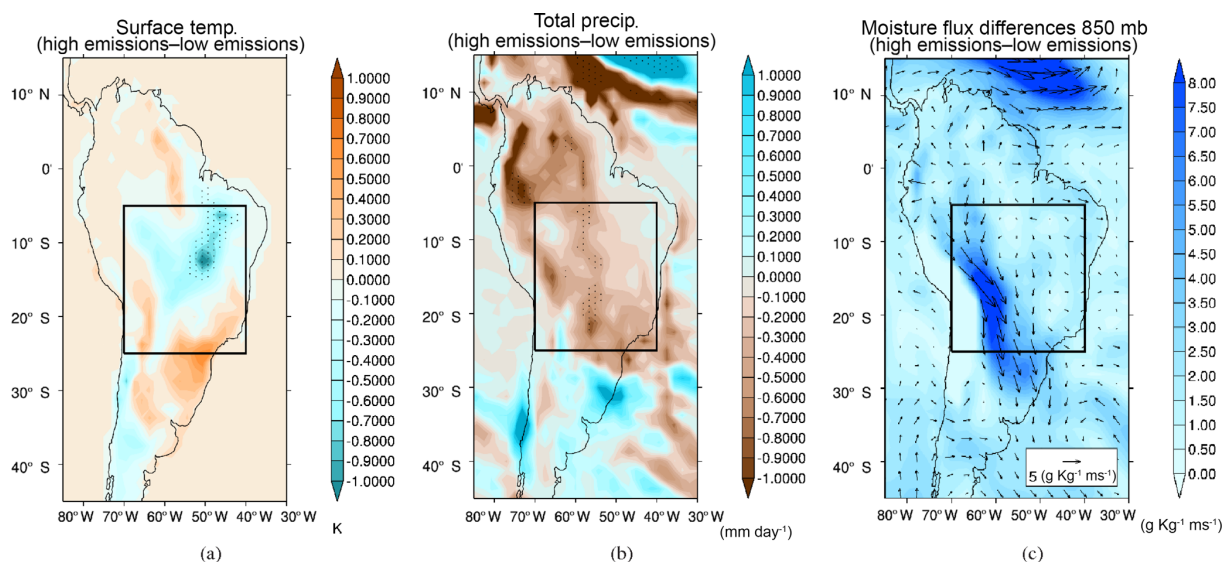 Surface temp.
(high emissions–low emissions)
10° N
0'
10° S
20° S
30° S
40° S
80° W 70° W 60° W 50° W 40° W 30° W
1.0000
0.9000
0.8000
0.7000
0.6000
0.5000
0.4000
0.3000
0.2000
0.1000
0.0000
-0.1000
-0.2000
-0.3000
-0.4000
-0.5000
-0.6000
-0.7000
-0.8000
-0.9000
-1.0000
K
(a)
Total precip.
(high emissions–low emissions)
10° N
0'
10° S
20° S
30° S
40° S
80° W 70° W 60° W 50° W 40° W 30° W
1.0000
0.9000
0.8000
0.7000
0.6000
0.5000
0.4000
0.3000
0.2000
0.1000
0.0000
-0.1000
-0.2000
-0.3000
-0.4000
-0.5000
-0.6000
-0.7000
-0.8000
-0.9000
-1.0000
(mm day⁻¹)
(b)
Moisture flux differences 850 mb
(high emissions–low emissions)
10° N
0'
10° S
20° S
30° S
40° S
80° W 70° W 60° W 50° W 40° W 30° W
5 (g Kg⁻¹ ms⁻¹)
8.00
7.50
7.00
6.50
6.00
5.50
5.00
4.50
4.00
3.50
3.00
2.50
2.00
1.50
1.00
0.50
0.00
(g Kg⁻¹ ms⁻¹)
(c)